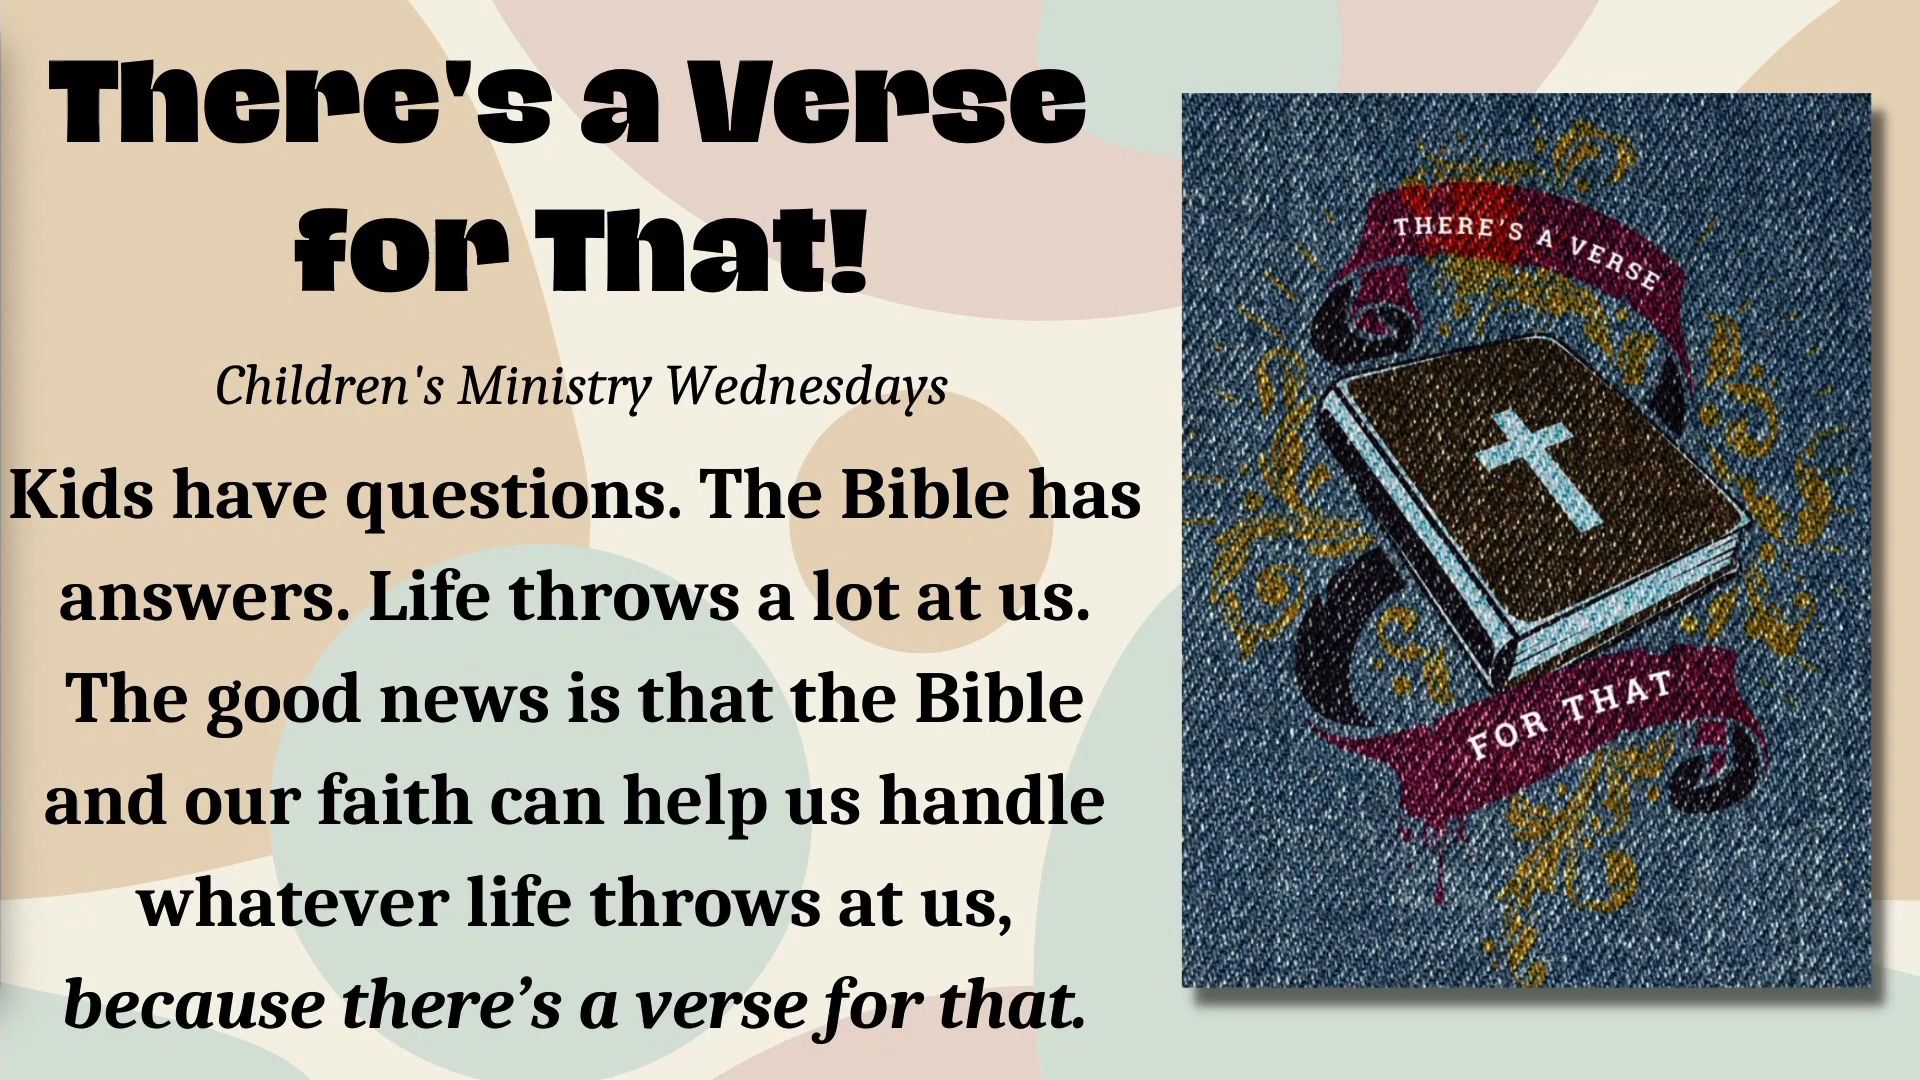 There's a Verse
for That!
Children's Ministry Wednesdays
Kids have questions. The Bible has
answers. Life throws a lot at us.
The good news is that the Bible
and our faith can help us handle
whatever life throws at us,
because there’s a verse for that.
THERE'S A VERSE
FOR THAT